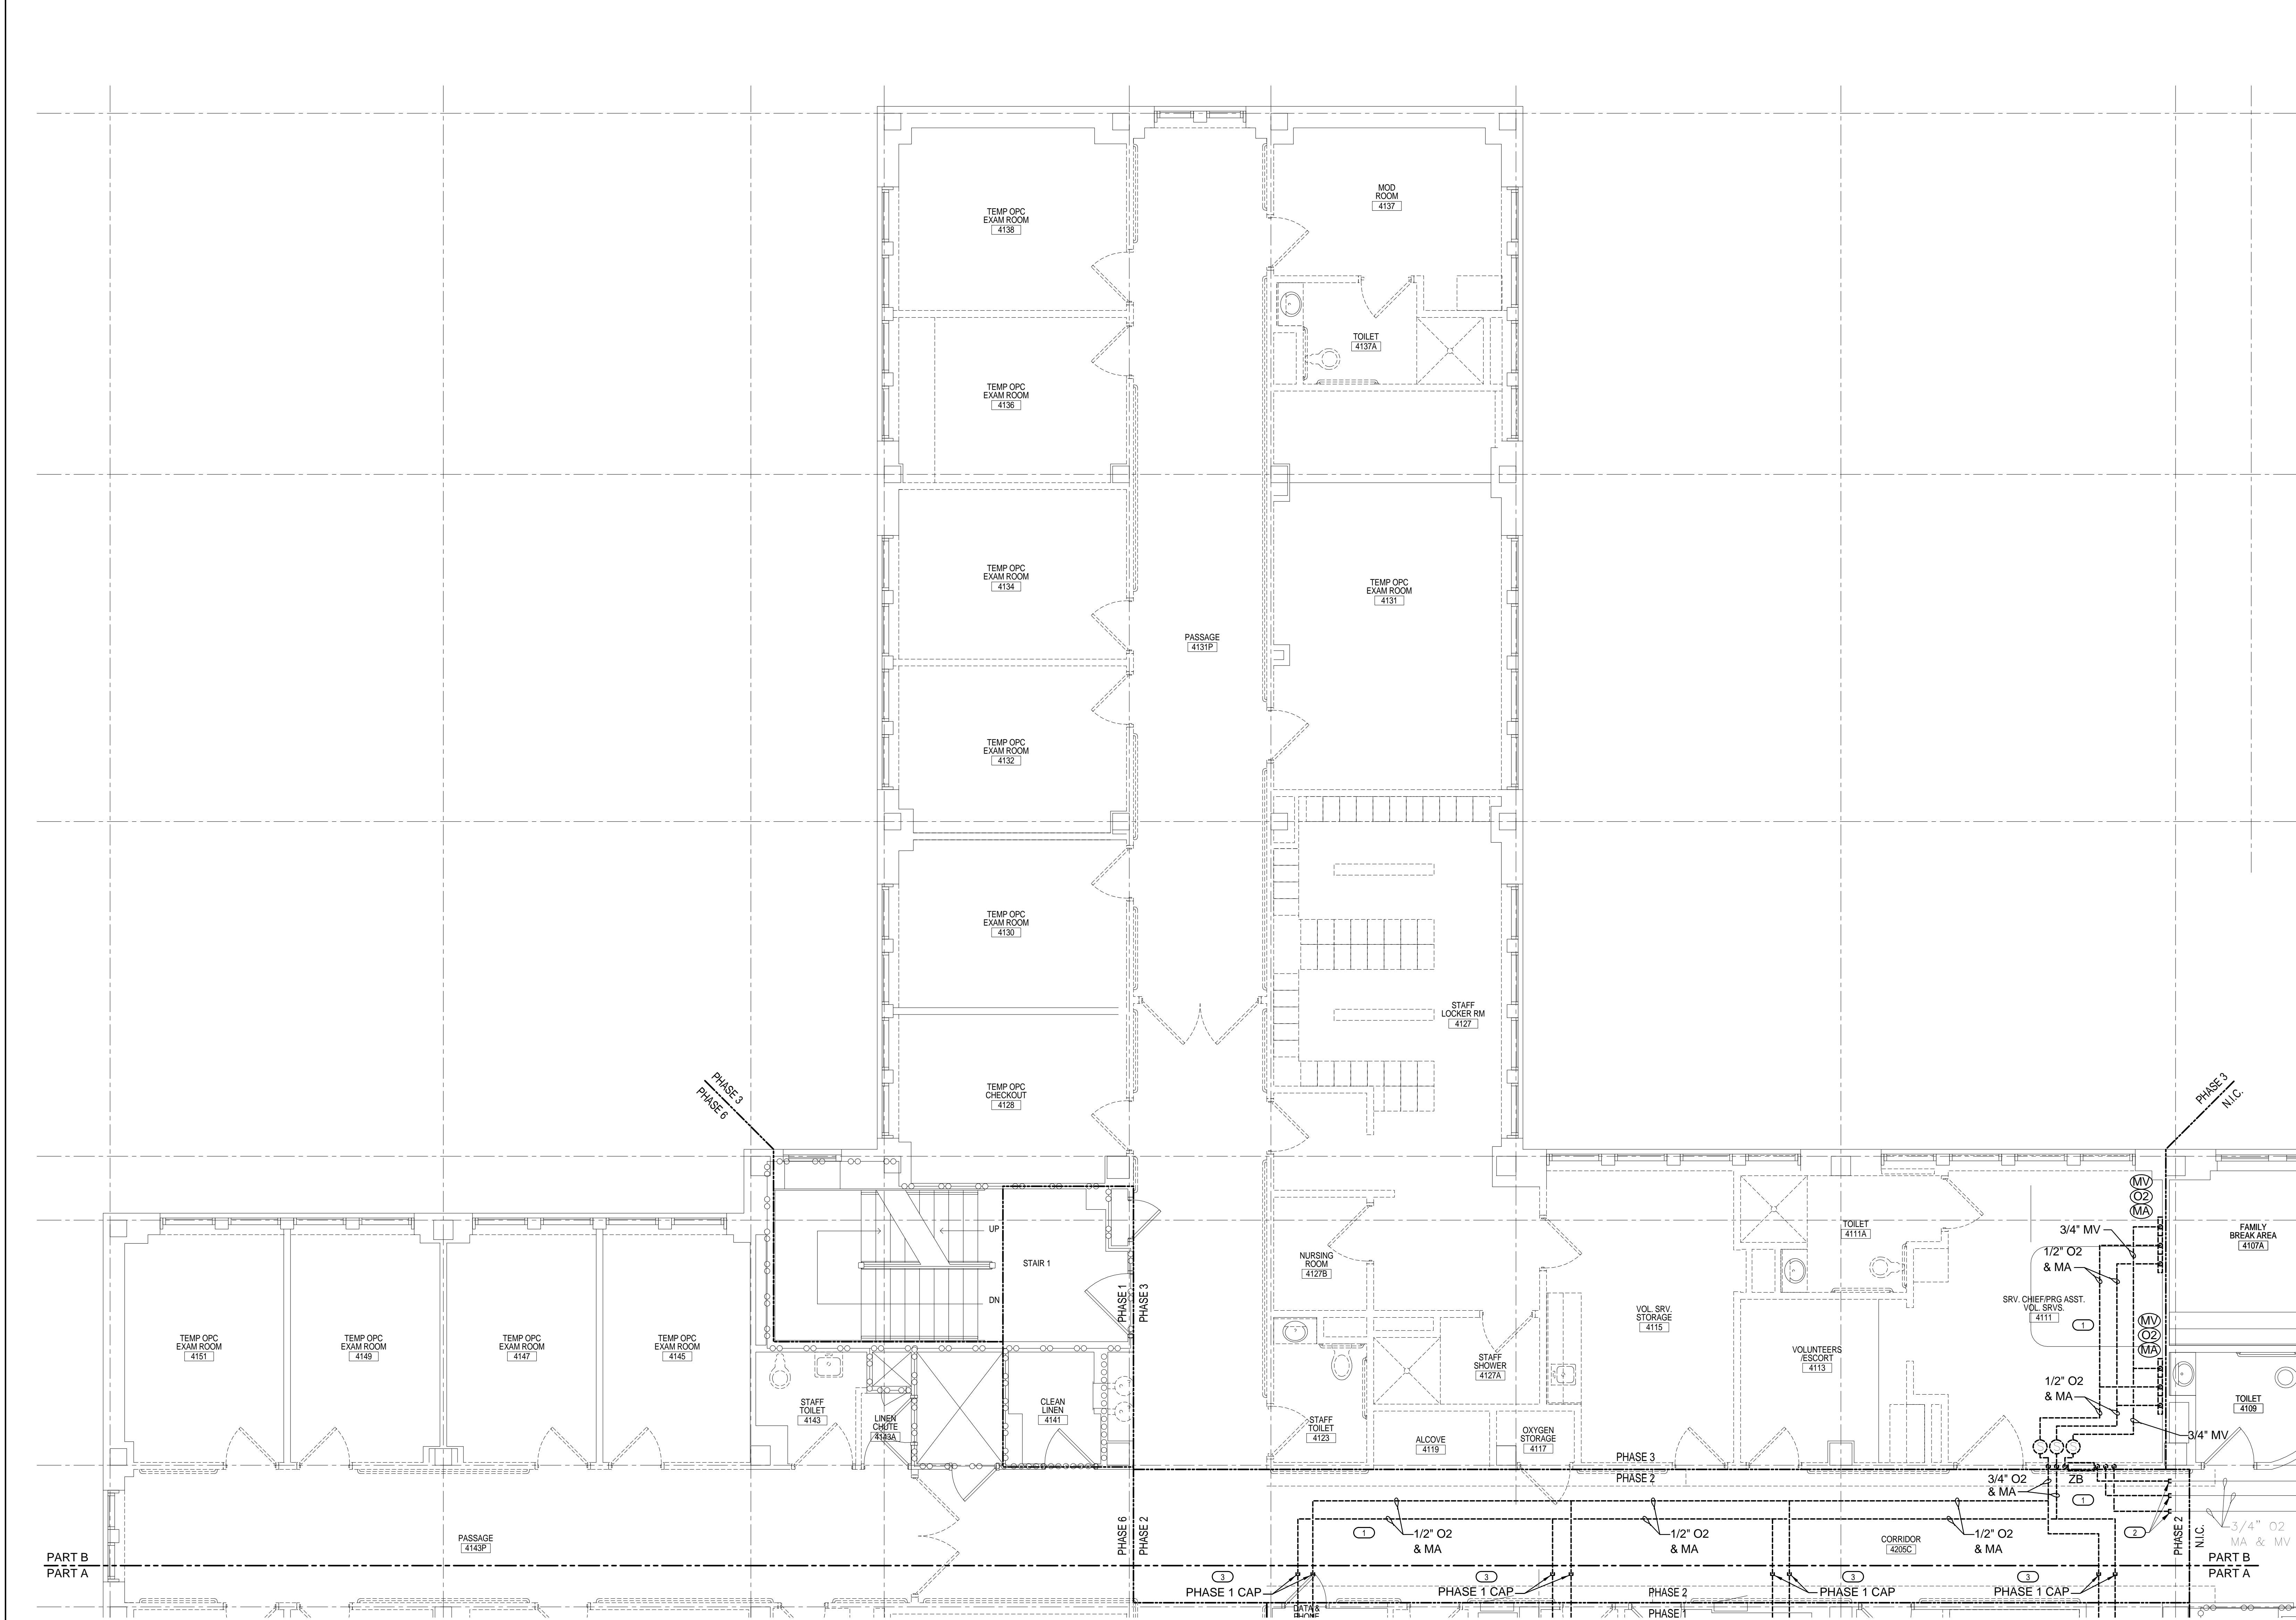 MOD
ROOM
4137
TEMP OPC
EXAM ROOM
4138
TOILET
4137A
TEMP OPC
EXAM ROOM
4136
TEMP OPC
EXAM ROOM
4134
TEMP OPC
EXAM ROOM
4131
PASSAGE
4131P
TEMP OPC
EXAM ROOM
4132
TEMP OPC
EXAM ROOM
4130
STAFF
LOCKER RM
4127
TEMP OPC
CHECKOUT
4128
PHASE 3
PHASE 6
PHASE 3
N.I.C.
UP
DN
STAIR 1
PHASE 1
PHASE 3
NURSING
ROOM
4127B
TOILET
4111A
MV
O2
MA
3/4" MV
1/2" O2
& MA
FAMILY
BREAK AREA
4107A
SRV. CHIEF/PRG ASST.
VOL. SRVS.
4111
1
VOL. SRV.
STORAGE
4115
MV
O2
MA
TEMP OPC
EXAM ROOM
4151
TEMP OPC
EXAM ROOM
4149
TEMP OPC
EXAM ROOM
4147
TEMP OPC
EXAM ROOM
4145
VOLUNTEERS
/ESCORT
4113
STAFF
SHOWER
4127A
1/2" O2
& MA
STAFF
TOILET
4143
LINEN
CHUTE
4143A
CLEAN
LINEN
4141
STAFF
TOILET
4123
ALCOVE
4119
OXYGEN
STORAGE
4117
TOILET
4109
3/4" MV
PHASE 3
PHASE 2
3/4" O2
& MA
ZB
1
PASSAGE
4143P
PHASE 6
PHASE 2
1
1/2" O2
& MA
1/2" O2
& MA
CORRIDOR
4205C
1/2" O2
& MA
2
PHASE 2
N.I.C.
3/4" O2
MA & MV
PART B
PART A
PART B
PART A
3
PHASE 1 CAP
3
PHASE 1 CAP
3
PHASE 1 CAP
3
PHASE 1 CAP
PHASE 2
PHASE 1
DATA &
PHONE